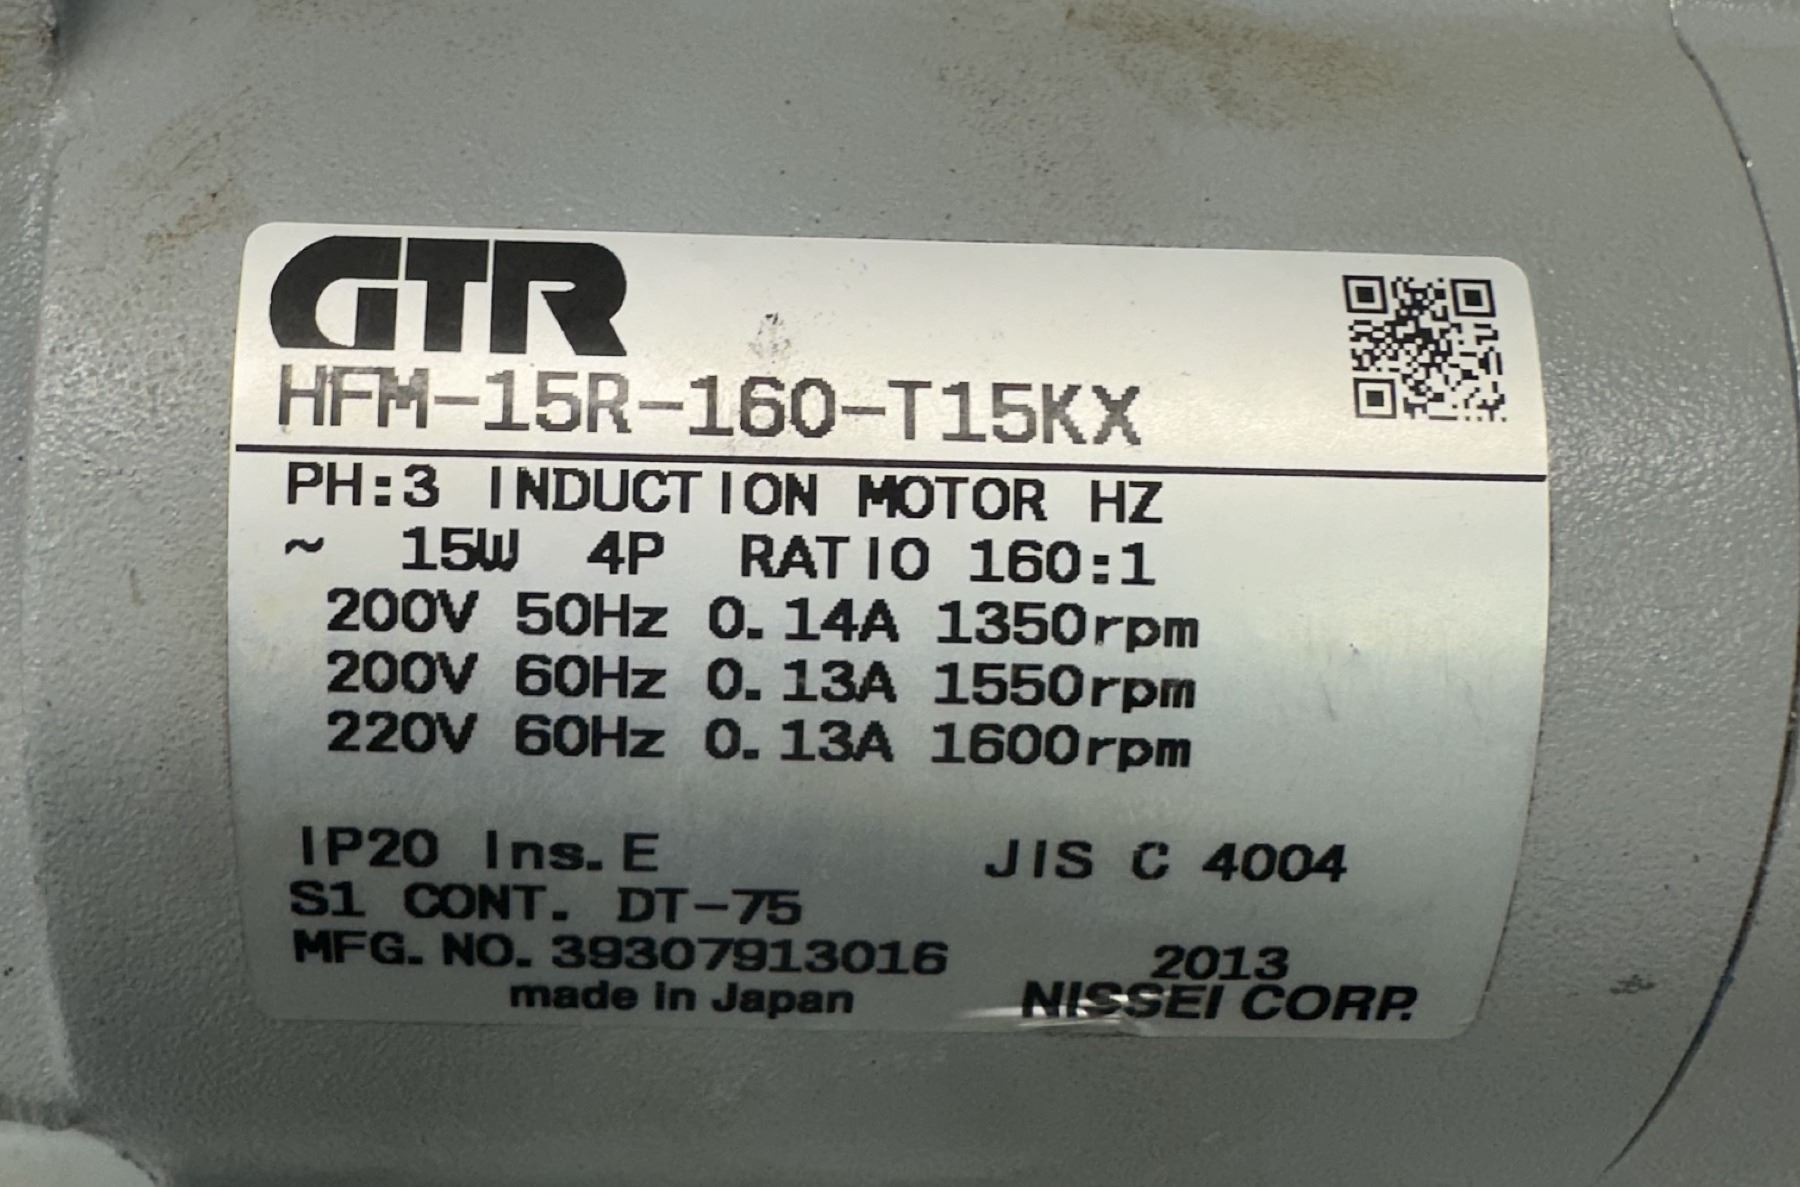 GTR
HFM-15R-160-T15KX
PH:3 INDUCTION MOTOR HZ
~ 15W 4P RATIO 160:1
200V 50Hz 0.14A 1350rpm
200V 60Hz 0.13A 1550rpm
220V 60Hz 0.13A 1600rpm
IP20 Ins.E JIS C 4004
S1 CONT. DT-75
MFG.NO.39307913016 2013
made in Japan NISSEI CORP.